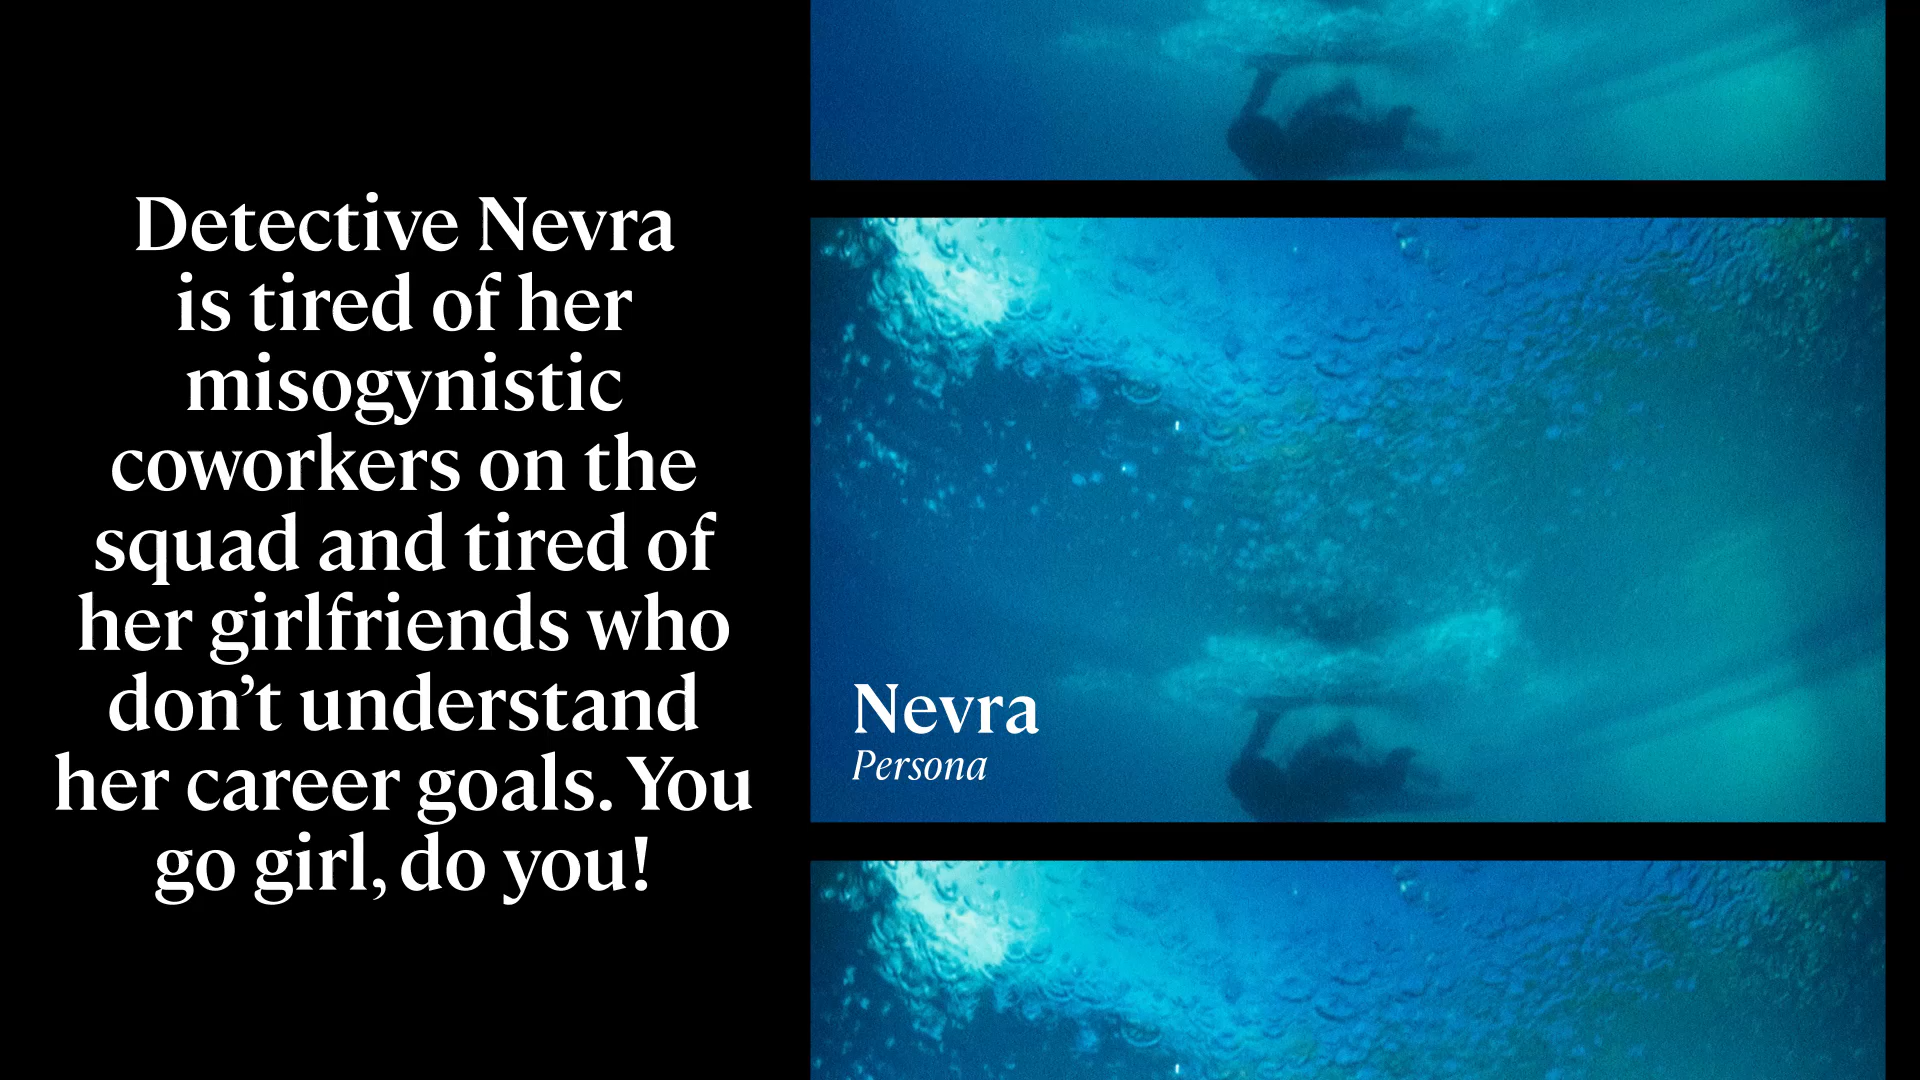 Detective Nevra
is tired of her
misogynistic
coworkers on the
squad and tired of
her girlfriends who
don’t understand
her career goals. You
go girl, do you!
Nevra
Persona